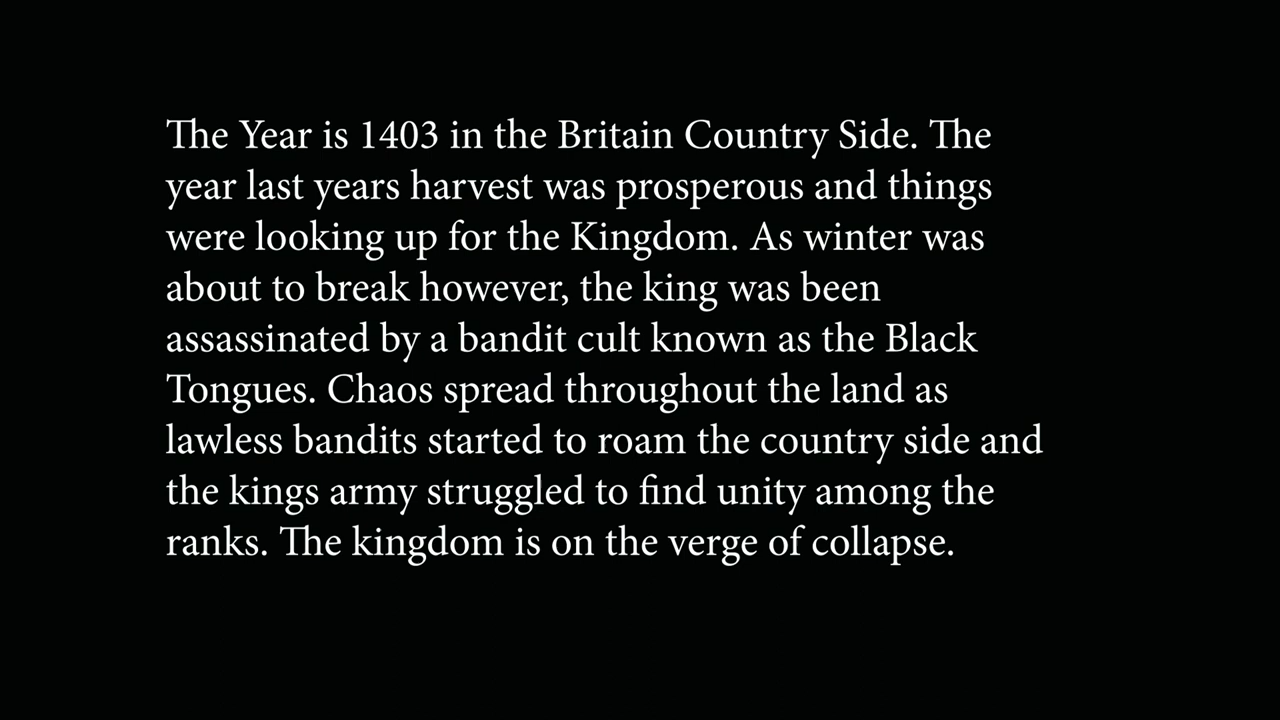 The Year is 1403 in the Britain Country Side. The
year last years harvest was prosperous and things
were looking up for the Kingdom. As winter was
about to break however, the king was been
assassinated by a bandit cult known as the Black
Tongues. Chaos spread throughout the land as
lawless bandits started to roam the country side and
the kings army struggled to find unity among the
ranks. The kingdom is on the verge of collapse.